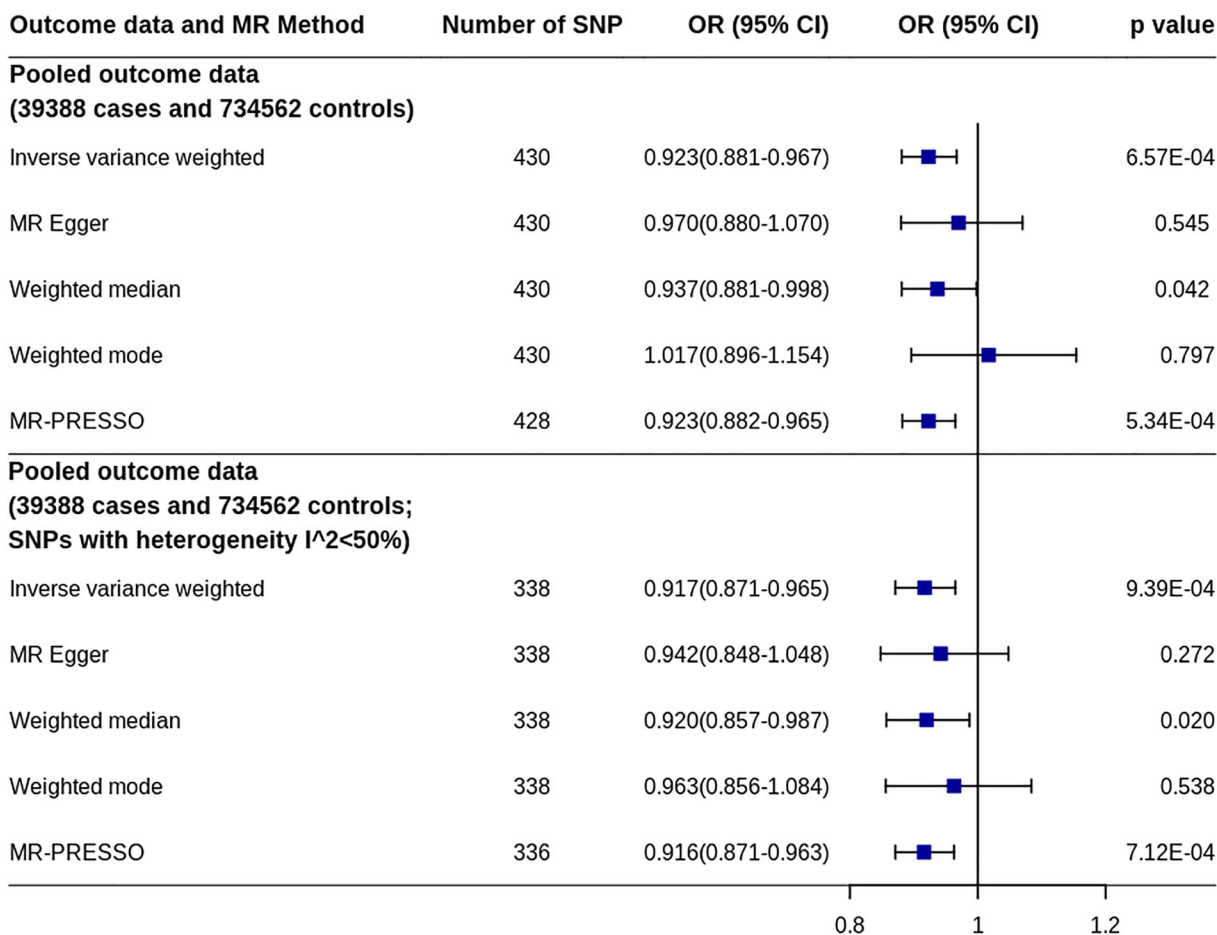 Outcome data and MR Method Number of SNP OR (95% CI) OR (95% CI) p value
Pooled outcome data
(39388 cases and 734562 controls)
Inverse variance weighted 430 0.923(0.881-0.967) 6.57E-04
MR Egger 430 0.970(0.880-1.070) 0.545
Weighted median 430 0.937(0.881-0.998) 0.042
Weighted mode 430 1.017(0.896-1.154) 0.797
MR-PRESSO 428 0.923(0.882-0.965) 5.34E-04
Pooled outcome data
(39388 cases and 734562 controls;
SNPs with heterogeneity I^2<50%)
Inverse variance weighted 338 0.917(0.871-0.965) 9.39E-04
MR Egger 338 0.942(0.848-1.048) 0.272
Weighted median 338 0.920(0.857-0.987) 0.020
Weighted mode 338 0.963(0.856-1.084) 0.538
MR-PRESSO 336 0.916(0.871-0.963) 7.12E-04
0.8 1 1.2